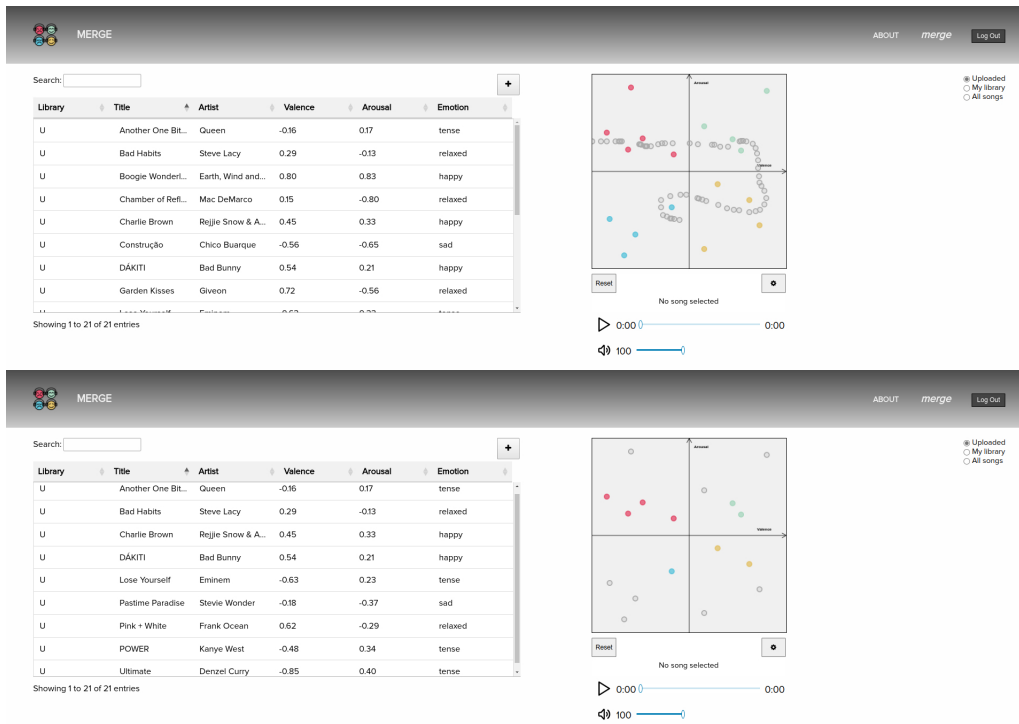 MERGE
ABOUT merge Log Out
Search: +
Library Title Artist Valence Arousal Emotion
U Another One Bit... Queen -0.16 0.17 tense
U Bad Habits Steve Lacy 0.29 -0.13 relaxed
U Boogie Wonderl... Earth, Wind and... 0.80 0.83 happy
U Chamber of Refl... Mac DeMarco 0.15 -0.80 relaxed
U Charlie Brown Rejjie Snow & A... 0.45 0.33 happy
U Construção Chico Buarque -0.56 -0.65 sad
U DÁKITI Bad Bunny 0.54 0.21 happy
U Garden Kisses Giveon 0.72 -0.56 relaxed
U Lose Yourself Eminem -0.63 0.23 tense
Showing 1 to 21 of 21 entries
Arousal
Valence
Uploaded
My library
All songs
Reset
No song selected
0:00 0:00
100
MERGE
ABOUT merge Log Out
Search: +
Library Title Artist Valence Arousal Emotion
U Another One Bit... Queen -0.16 0.17 tense
U Bad Habits Steve Lacy 0.29 -0.13 relaxed
U Charlie Brown Rejjie Snow & A... 0.45 0.33 happy
U DÁKITI Bad Bunny 0.54 0.21 happy
U Lose Yourself Eminem -0.63 0.23 tense
U Pastime Paradise Stevie Wonder -0.18 -0.37 sad
U Pink + White Frank Ocean 0.62 -0.29 relaxed
U POWER Kanye West -0.48 0.34 tense
U Ultimate Denzel Curry -0.85 0.40 tense
Showing 1 to 21 of 21 entries
Arousal
Valence
Uploaded
My library
All songs
Reset
No song selected
0:00 0:00
100